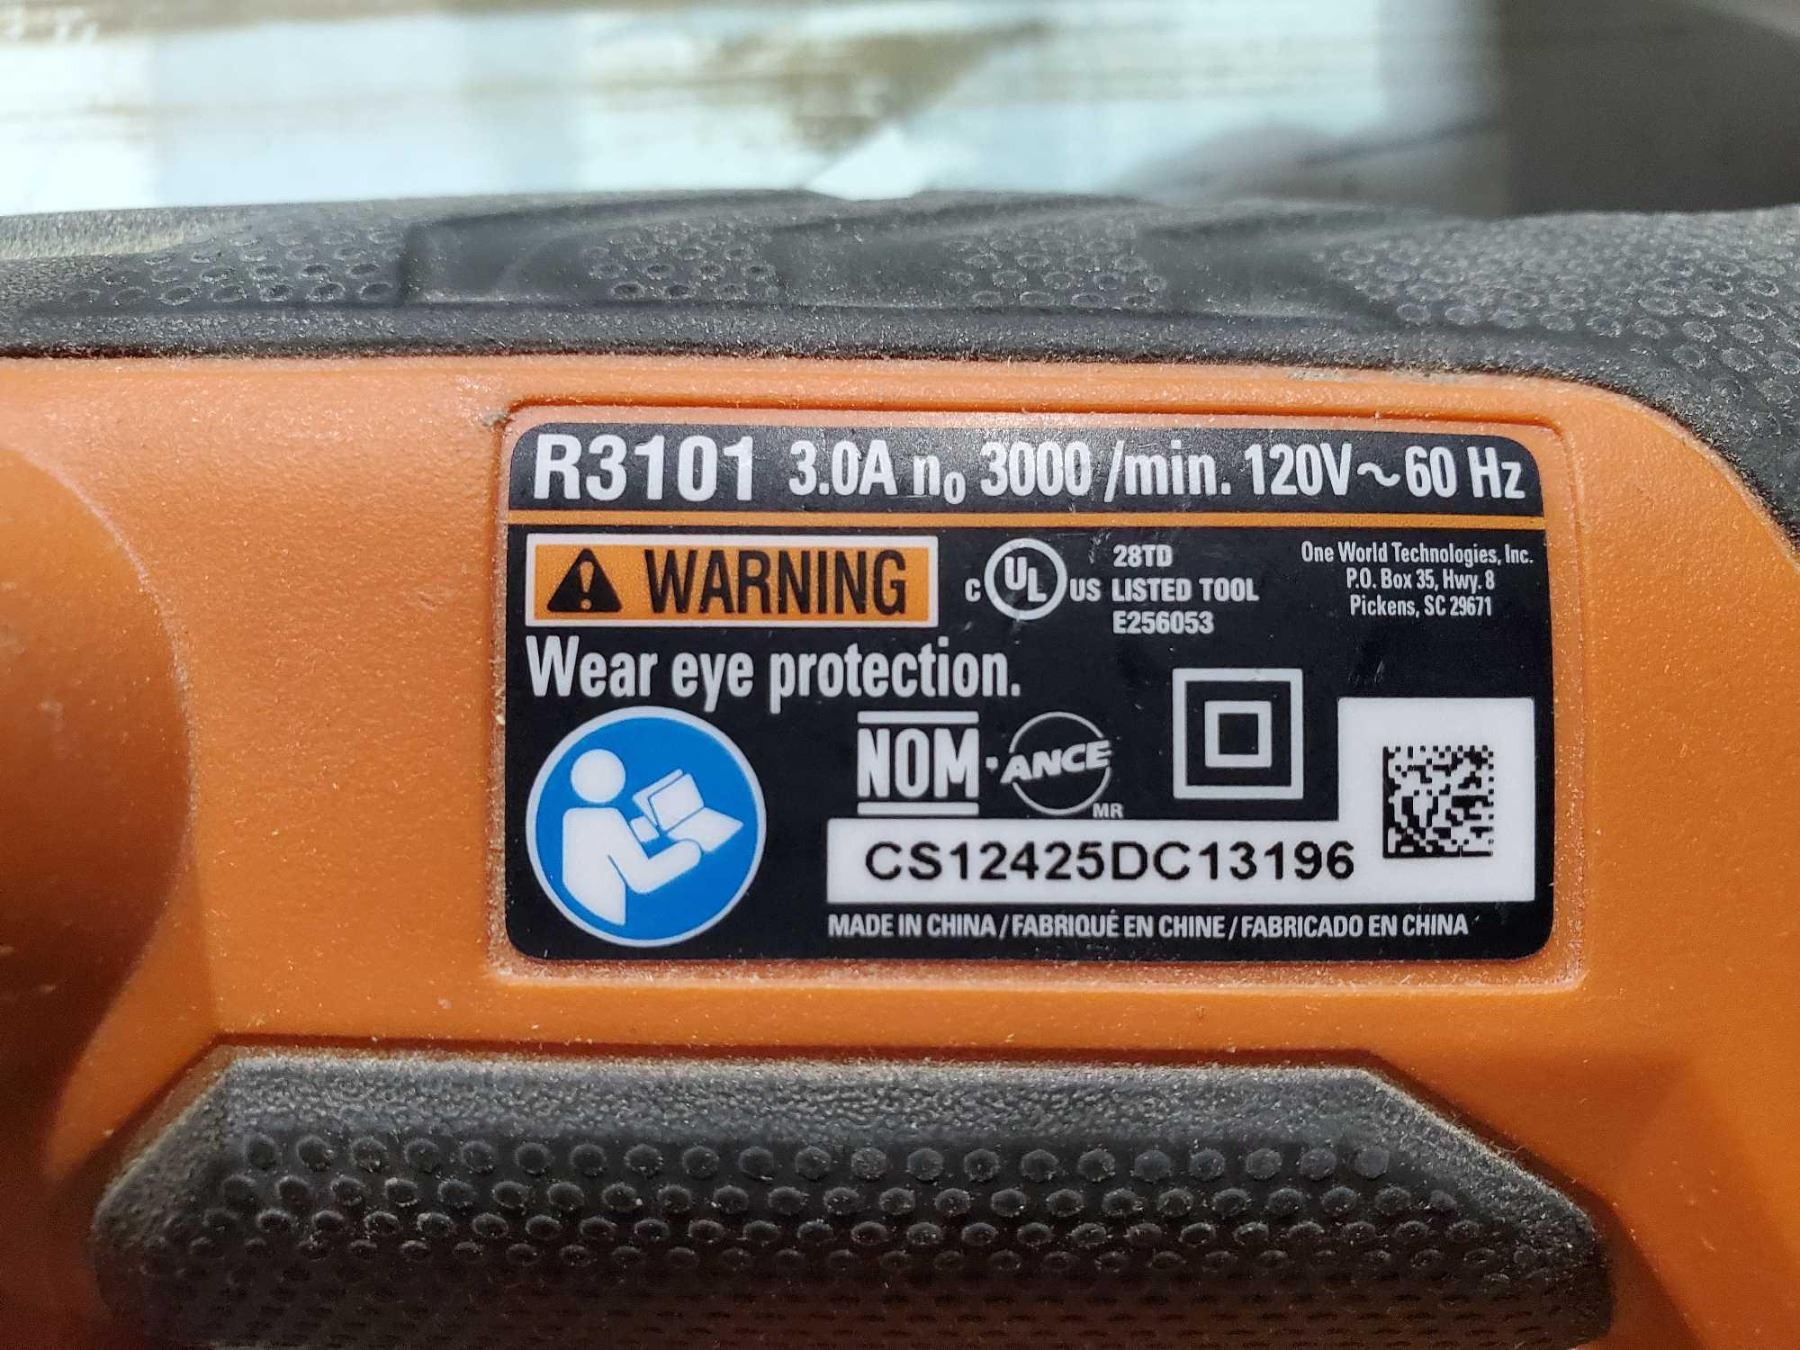 R3101 3.0A n₀ 3000 /min. 120V~60 Hz
WARNING
Wear eye protection.
C UL US
28TD
LISTED TOOL
E256053
One World Technologies, Inc.
P.O. Box 35, Hwy. 8
Pickens, SC 29671
NOM·ANCE MR
CS12425DC13196
MADE IN CHINA / FABRIQUÉ EN CHINE / FABRICADO EN CHINA